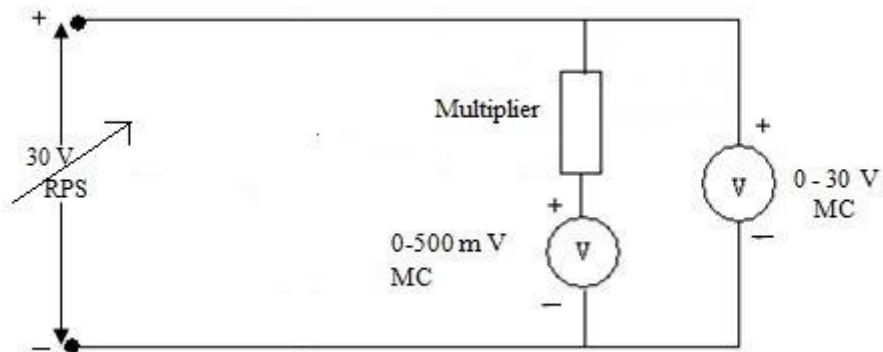 +
30 V
RPS
−
Multiplier
+
0-500 m V
MC
V
−
+
V
0 - 30 V
MC
−